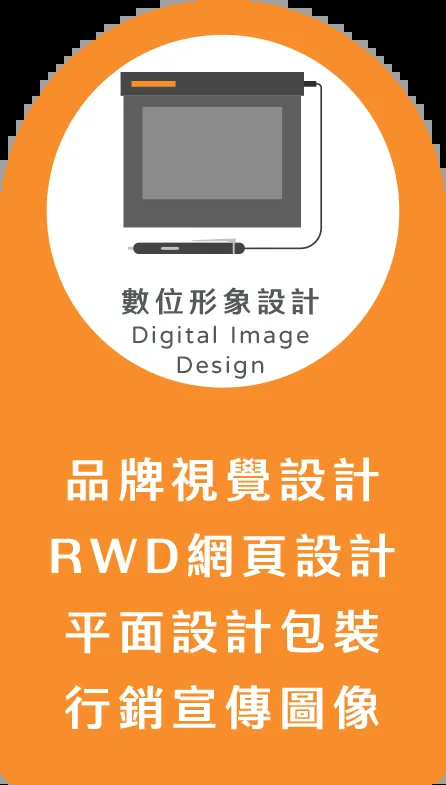 數位形象設計
Digital Image
Design
品牌視覺設計
RWD網頁設計
平面設計包裝
行銷宣傳圖像